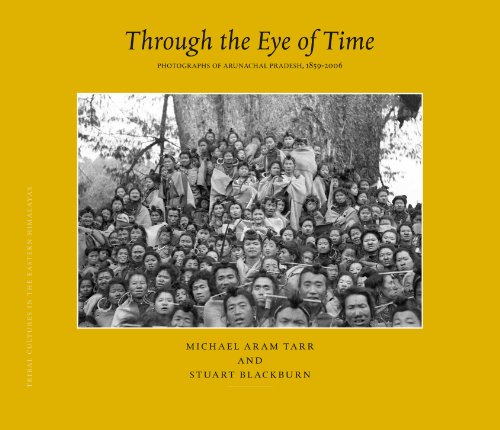 Through the Eye of Time
PHOTOGRAPHS OF ARUNACHAL PRADESH, 1859-2006
TRIBAL CULTURES IN THE EASTERN HIMALAYAS
MICHAEL ARAM TARR
AND
STUART BLACKBURN